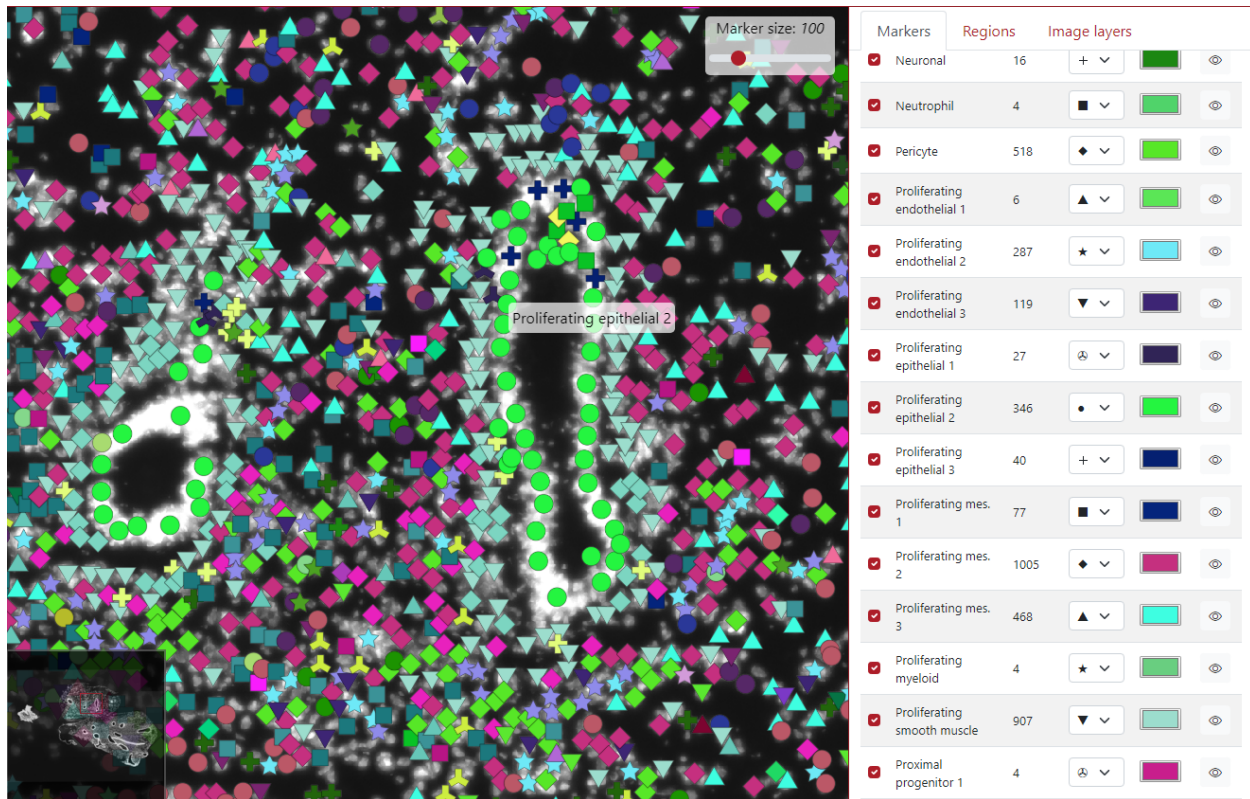 Marker size: 100
Proliferating epithelial 2
Markers Regions Image layers
Neuronal 16
Neutrophil 4
Pericyte 518
Proliferating
endothelial 1 6
Proliferating
endothelial 2 287
Proliferating
endothelial 3 119
Proliferating
epithelial 1 27
Proliferating
epithelial 2 346
Proliferating
epithelial 3 40
Proliferating mes.
1 77
Proliferating mes.
2 1005
Proliferating mes.
3 468
Proliferating
myeloid 4
Proliferating
smooth muscle 907
Proximal
progenitor 1 4